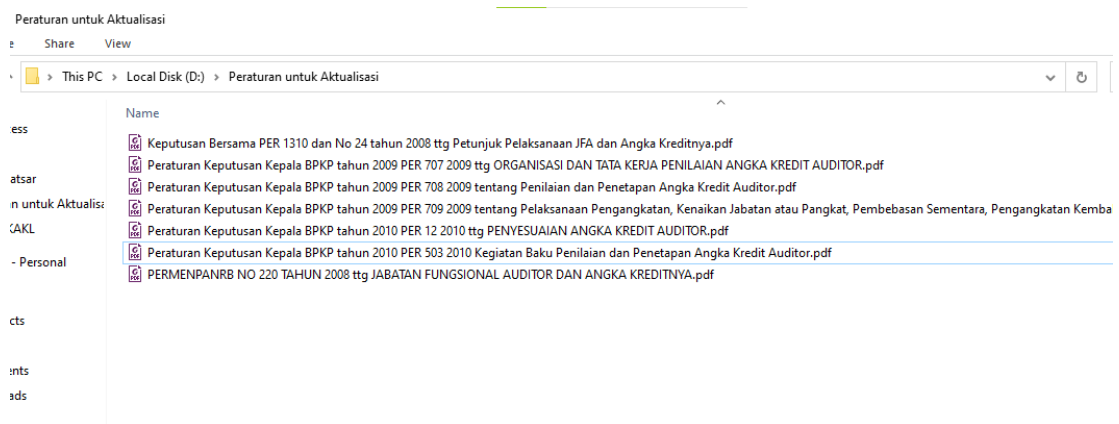 Peraturan untuk Aktualisasi
Share View
This PC > Local Disk (D:) > Peraturan untuk Aktualisasi
Name
Keputusan Bersama PER 1310 dan No 24 tahun 2008 ttg Petunjuk Pelaksanaan JFA dan Angka Kreditnya.pdf
Peraturan Keputusan Kepala BPKP tahun 2009 PER 707 2009 ttg ORGANISASI DAN TATA KERJA PENILAIAN ANGKA KREDIT AUDITOR.pdf
Peraturan Keputusan Kepala BPKP tahun 2009 PER 708 2009 tentang Penilaian dan Penetapan Angka Kredit Auditor.pdf
Peraturan Keputusan Kepala BPKP tahun 2009 PER 709 2009 tentang Pelaksanaan Pengangkatan, Kenaikan Jabatan atau Pangkat, Pembebasan Sementara, Pengangkatan Kemba
Peraturan Keputusan Kepala BPKP tahun 2010 PER 12 2010 ttg PENYESUAIAN ANGKA KREDIT AUDITOR.pdf
Peraturan Keputusan Kepala BPKP tahun 2010 PER 503 2010 Kegiatan Baku Penilaian dan Penetapan Angka Kredit Auditor.pdf
PERMENPANRB NO 220 TAHUN 2008 ttg JABATAN FUNGSIONAL AUDITOR DAN ANGKA KREDITNYA.pdf
cess
atsar
n untuk Aktualisa
KAKL
- Personal
cts
ents
ads